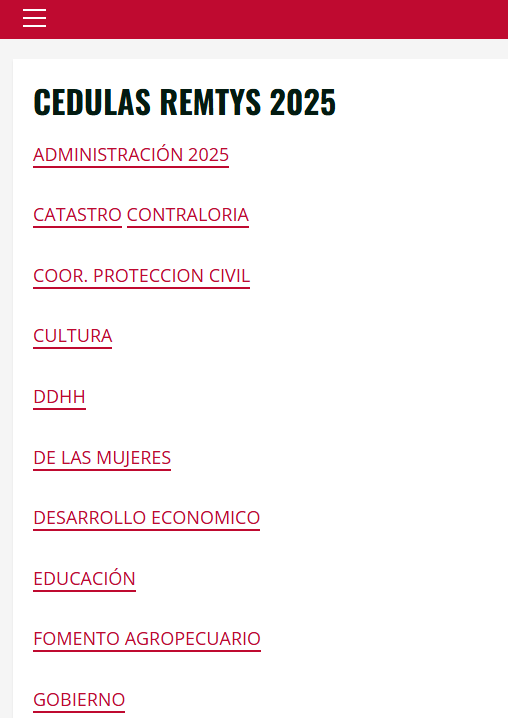 CEDULAS REMTYS 2025
ADMINISTRACIÓN 2025
CATASTRO CONTRALORIA
COOR. PROTECCION CIVIL
CULTURA
DDHH
DE LAS MUJERES
DESARROLLO ECONOMICO
EDUCACIÓN
FOMENTO AGROPECUARIO
GOBIERNO